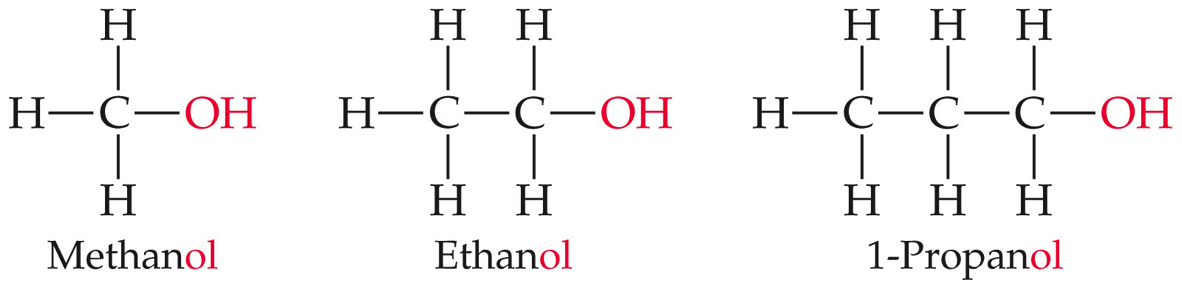 H H H H H H
H C OH H C C OH H C C C OH
H H H H H H
Methanol Ethanol 1-Propanol